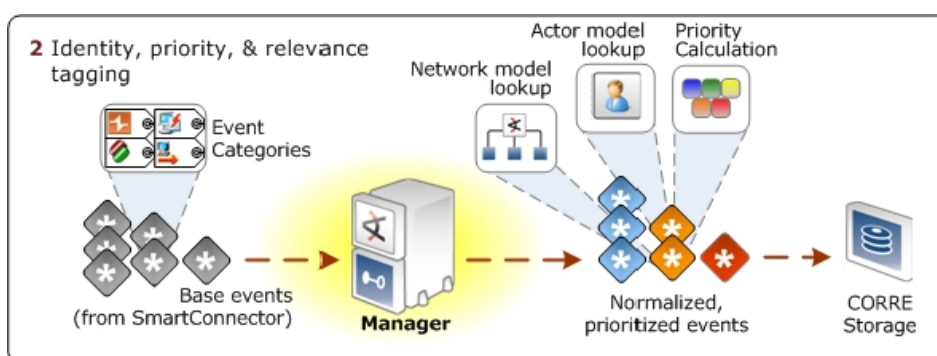 2 Identity, priority, & relevance
tagging
Event
Categories
Network model
lookup
Actor model
lookup
Priority
Calculation
Base events
(from SmartConnector)
Manager
Normalized,
prioritized events
CORRE
Storage